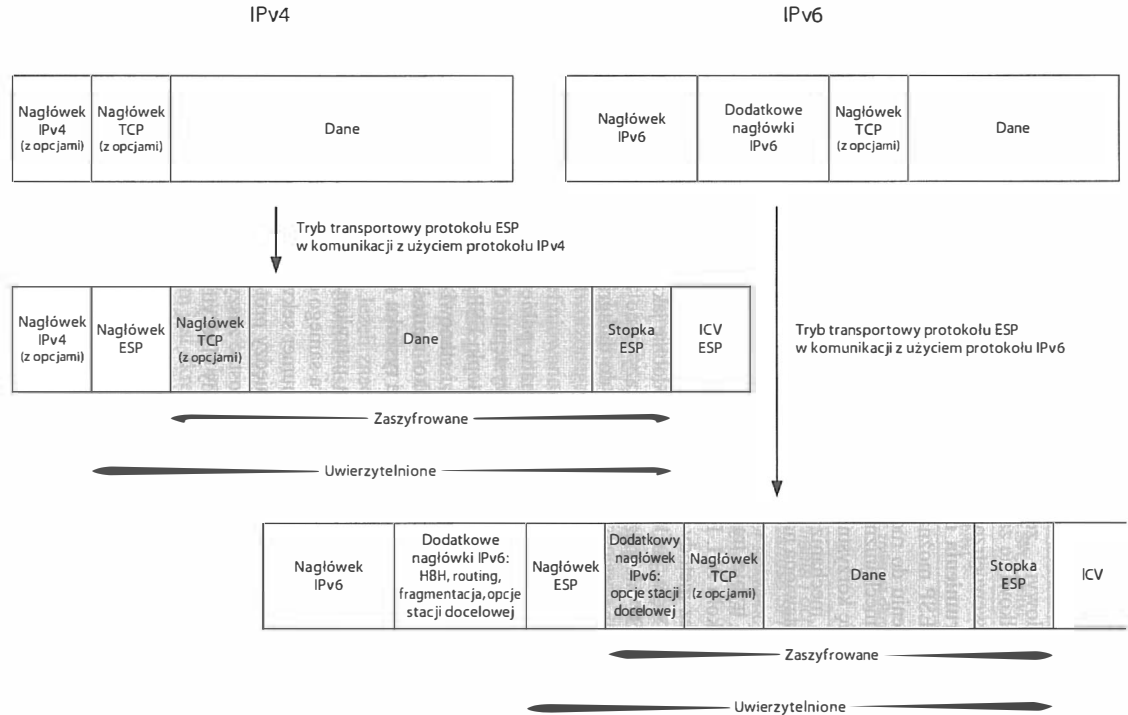 IPv4
IPv6
Nagłówek
IPv4
(z opcjami)
Nagłówek
TCP
(z opcjami)
Dane
Nagłówek
IPv6
Dodatkowe
nagłówki
IPv6
Nagłówek
TCP
(z opcjami)
Dane
Tryb transportowy protokołu ESP
w komunikacji z użyciem protokołu IPv4
Nagłówek
IPv4
(z opcjami)
Nagłówek
ESP
Nagłówek
TCP
(z opcjami)
Dane
Stopka
ESP
ICV
ESP
Tryb transportowy protokołu ESP
w komunikacji z użyciem protokołu IPv6
Zaszyfrowane
Uwierzytelnione
Nagłówek
IPv6
Dodatkowe
nagłówki IPv6:
HBH, routing,
fragmentacja, opcje
stacji docelowej
Nagłówek
ESP
Dodatkowy
nagłówek
IPv6:
opcje stacji
docelowej
Nagłówek
TCP
(z opcjami)
Dane
Stopka
ESP
ICV
Zaszyfrowane
Uwierzytelnione